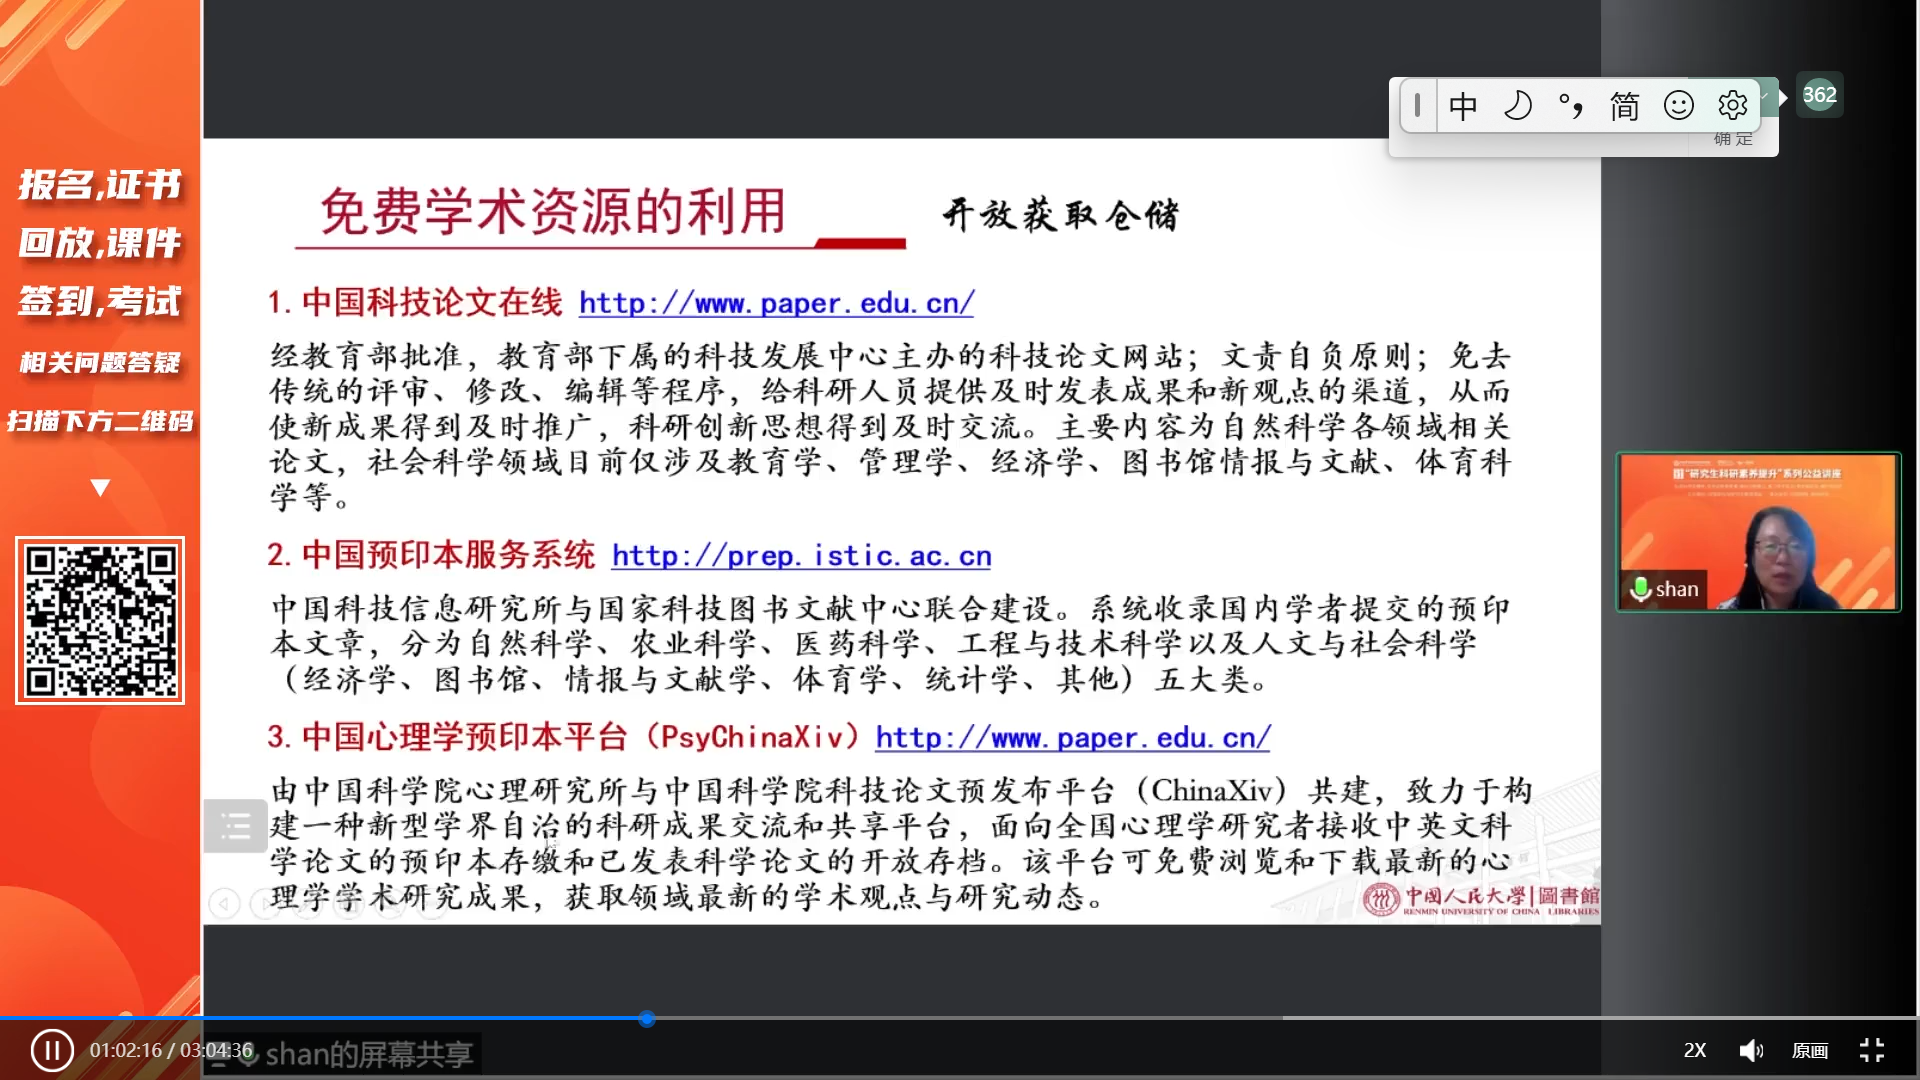 报名,证书
回放,课件
签到,考试
相关问题答疑
扫描下方二维码
中 简
确定
362
免费学术资源的利用 开放获取仓储
1.中国科技论文在线 http://www.paper.edu.cn/
经教育部批准，教育部下属的科技发展中心主办的科技论文网站；文责自负原则；免去
传统的评审、修改、编辑等程序，给科研人员提供及时发表成果和新观点的渠道，从而
使新成果得到及时推广，科研创新思想得到及时交流。主要内容为自然科学各领域相关
论文，社会科学领域目前仅涉及教育学、管理学、经济学、图书馆情报与文献、体育科
学等。
2.中国预印本服务系统 http://prep.istic.ac.cn
中国科技信息研究所与国家科技图书文献中心联合建设。系统收录国内学者提交的预印
本文章，分为自然科学、农业科学、医药科学、工程与技术科学以及人文与社会科学
（经济学、图书馆、情报与文献学、体育学、统计学、其他）五大类。
3.中国心理学预印本平台（PsyChinaXiv）http://www.paper.edu.cn/
由中国科学院心理研究所与中国科学院科技论文预发布平台（ChinaXiv）共建，致力于构
建一种新型学界自治的科研成果交流和共享平台，面向全国心理学研究者接收中英文科
学论文的预印本存缴和已发表科学论文的开放存档。该平台可免费浏览和下载最新的心
理学学术研究成果，获取领域最新的学术观点与研究动态。
中国人民大学|圖書館
RENMIN UNIVERSITY OF CHINA LIBRARIES
"研究生科研素养提升"系列公益讲座
shan
01:02:16 / 03:04:36
shan的屏幕共享
2X 原画